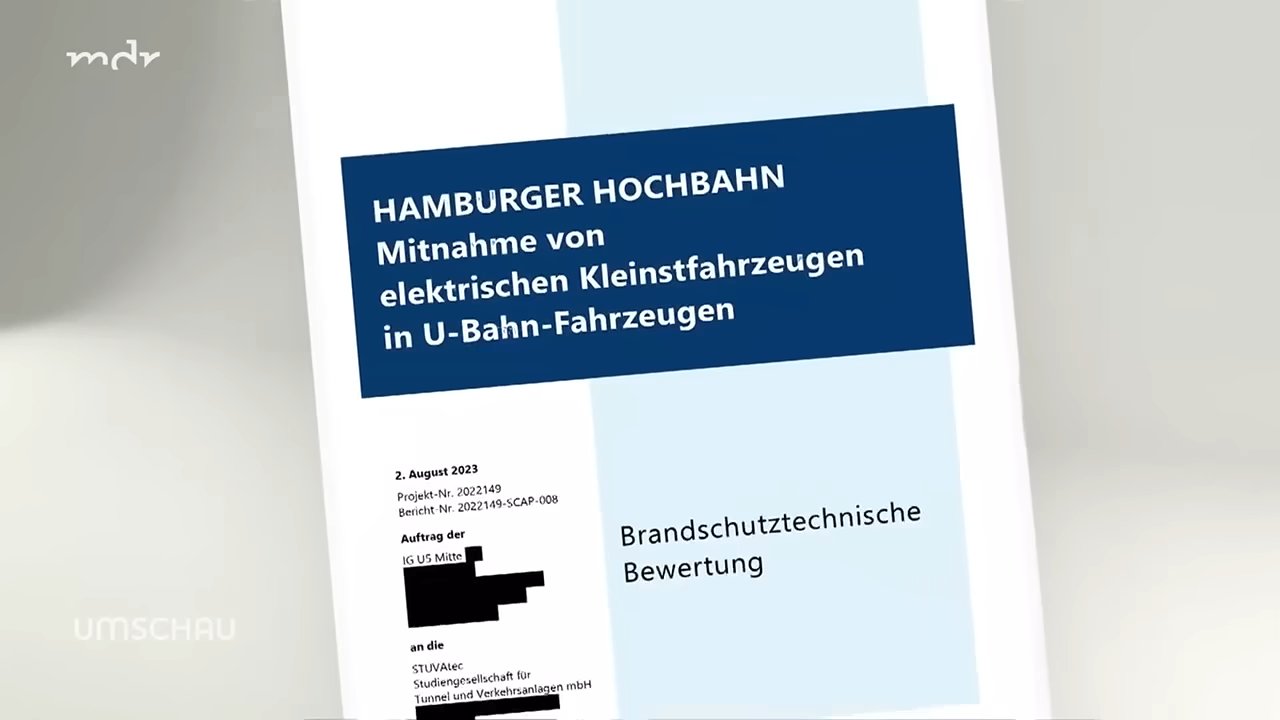 mdr
HAMBURGER HOCHBAHN
Mitnahme von
elektrischen Kleinstfahrzeugen
in U-Bahn-Fahrzeugen
2. August 2023
Projekt-Nr. 2022149
Bericht-Nr. 2022149-SCAP-008
Auftrag der
IG U5 Mitte
an die
STUVAtec
Studiengesellschaft für
Tunnel und Verkehrsanlagen mbH
Brandschutztechnische
Bewertung
UMSCHAU